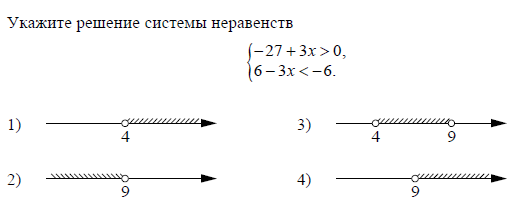 Укажите решение системы неравенств
−27 + 3x > 0,
6 − 3x < −6.
1) 4
3) 4 9
2) 9
4) 9